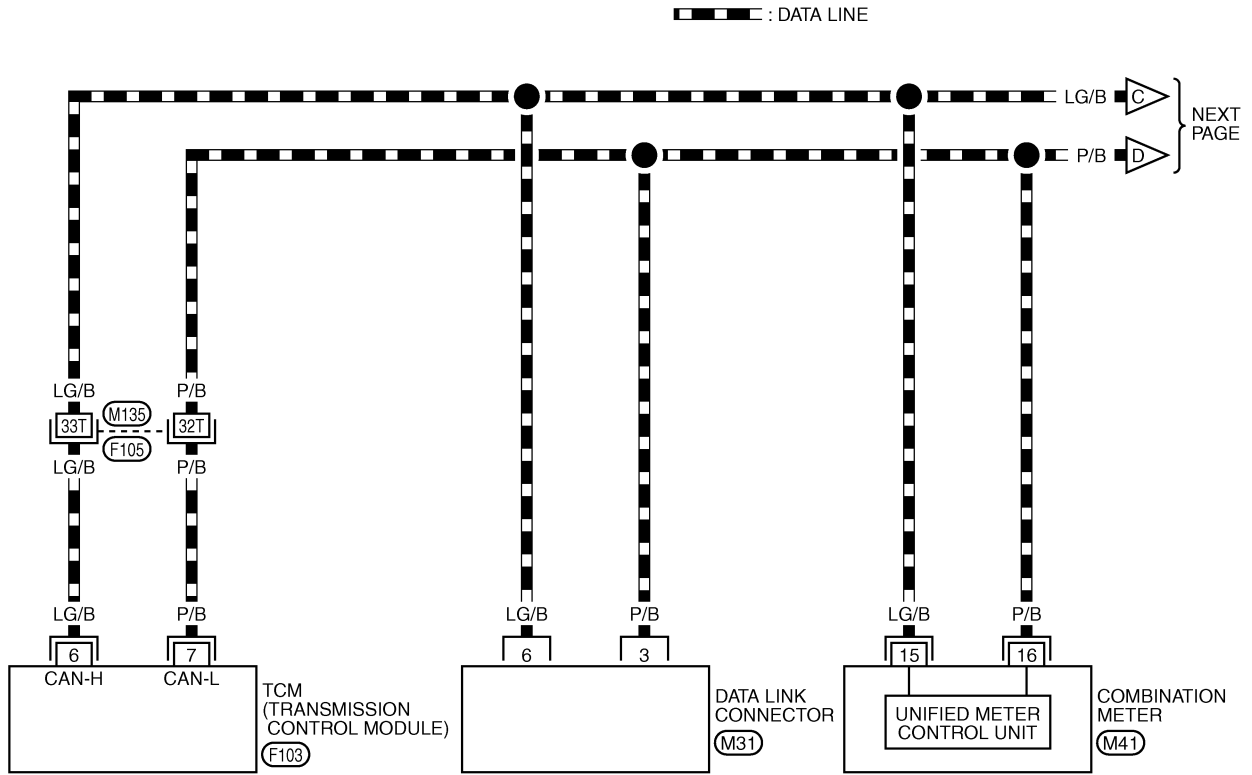 : DATA LINE
LG/B C
NEXT
PAGE
P/B D
LG/B P/B
33T M135 32T
F105
LG/B P/B
LG/B P/B LG/B P/B LG/B P/B
6 7 6 3 15 16
CAN-H CAN-L
TCM
(TRANSMISSION
CONTROL MODULE)
F103
DATA LINK
CONNECTOR
M31
UNIFIED METER
CONTROL UNIT
COMBINATION
METER
M41